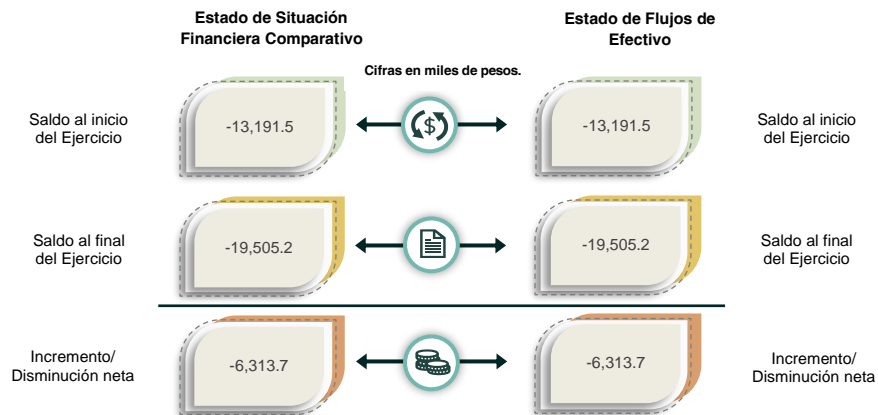 Estado de Situación
Financiera Comparativo
Estado de Flujos de
Efectivo
Cifras en miles de pesos.
Saldo al inicio
del Ejercicio
-13,191.5
$
-13,191.5
Saldo al inicio
del Ejercicio
Saldo al final
del Ejercicio
-19,505.2
-19,505.2
Saldo al final
del Ejercicio
Incremento/
Disminución neta
-6,313.7
-6,313.7
Incremento/
Disminución neta